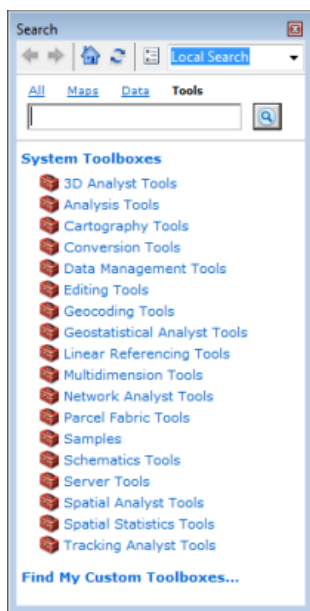 Search
Local Search
All Maps Data Tools
System Toolboxes
3D Analyst Tools
Analysis Tools
Cartography Tools
Conversion Tools
Data Management Tools
Editing Tools
Geocoding Tools
Geostatistical Analyst Tools
Linear Referencing Tools
Multidimension Tools
Network Analyst Tools
Parcel Fabric Tools
Samples
Schematics Tools
Server Tools
Spatial Analyst Tools
Spatial Statistics Tools
Tracking Analyst Tools
Find My Custom Toolboxes...